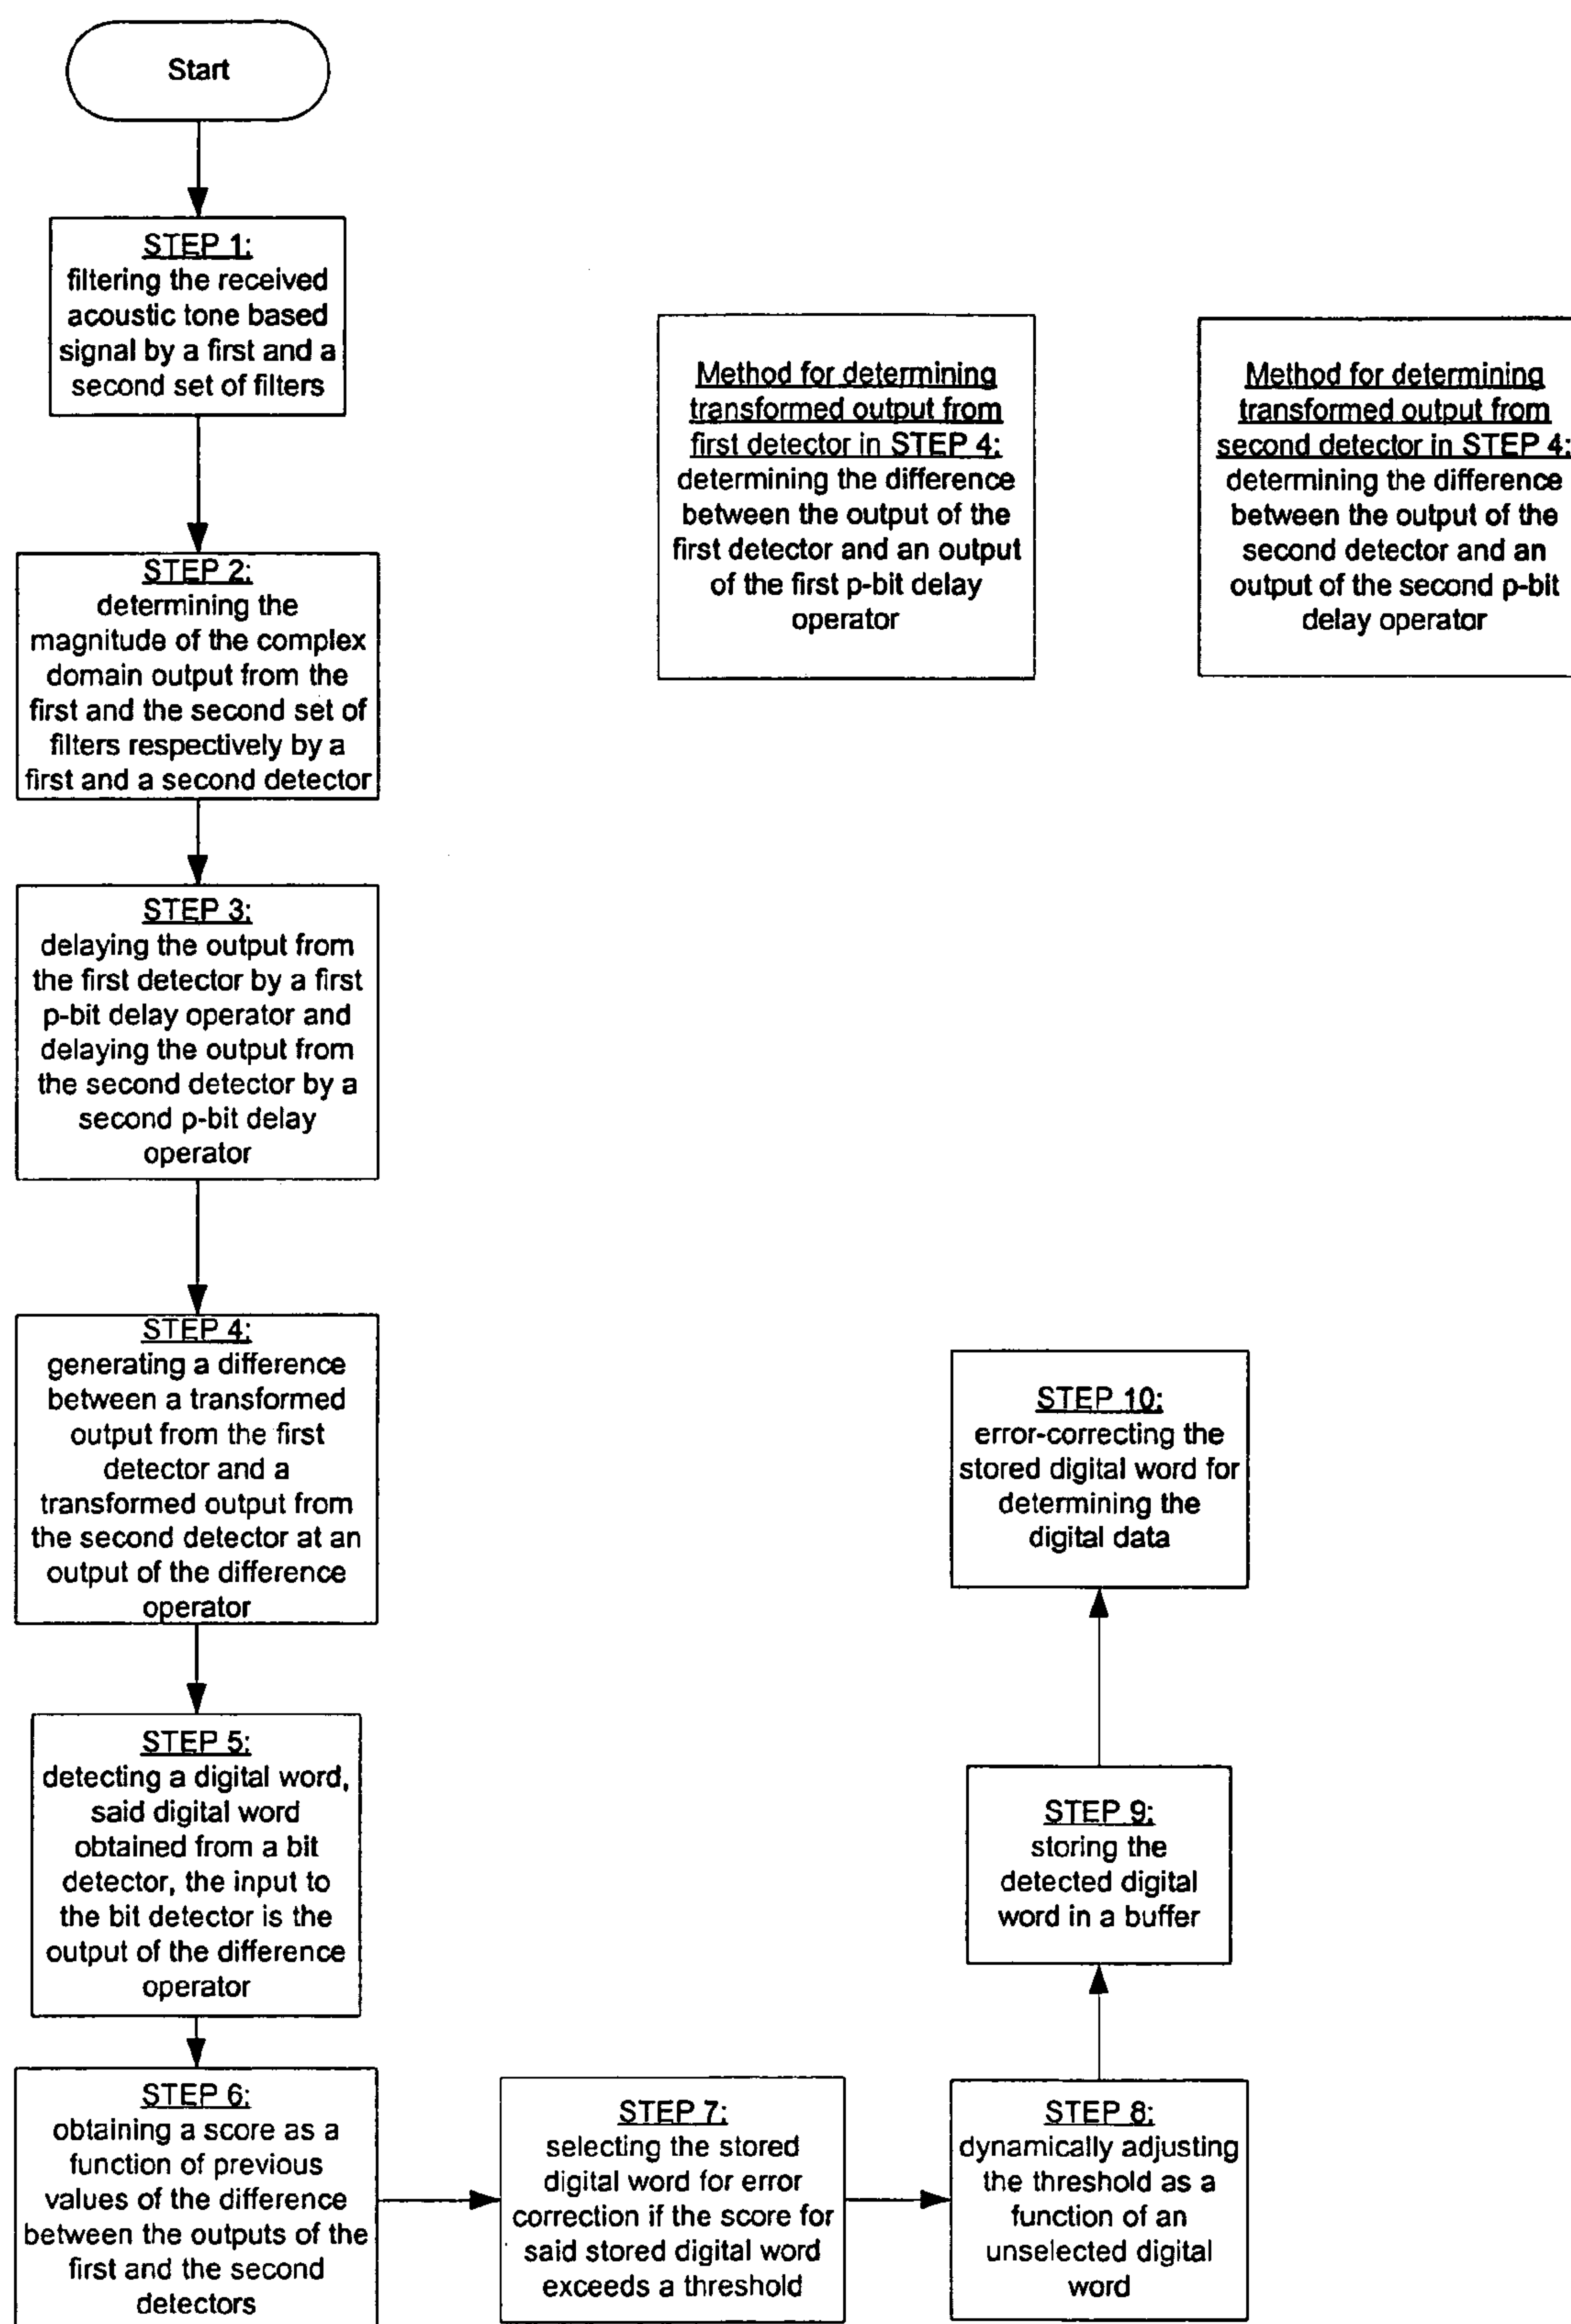 Start
STEP 1:
filtering the received
acoustic tone based
signal by a first and a
second set of filters
Method for determining
transformed output from
first detector in STEP 4:
determining the difference
between the output of the
first detector and an output
of the first p-bit delay
operator
Method for determining
transformed output from
second detector in STEP 4:
determining the difference
between the output of the
second detector and an
output of the second p-bit
delay operator
STEP 2:
determining the
magnitude of the complex
domain output from the
first and the second set of
filters respectively by a
first and a second detector
STEP 3:
delaying the output from
the first detector by a first
p-bit delay operator and
delaying the output from
the second detector by a
second p-bit delay
operator
STEP 4:
generating a difference
between a transformed
output from the first
detector and a
transformed output from
the second detector at an
output of the difference
operator
STEP 5:
detecting a digital word,
said digital word
obtained from a bit
detector, the input to
the bit detector is the
output of the difference
operator
STEP 6:
obtaining a score as a
function of previous
values of the difference
between the outputs of the
first and the second
detectors
STEP 7:
selecting the stored
digital word for error
correction if the score for
said stored digital word
exceeds a threshold
STEP 8:
dynamically adjusting
the threshold as a
function of an
unselected digital
word
STEP 9:
storing the
detected digital
word in a buffer
STEP 10:
error-correcting the
stored digital word for
determining the
digital data